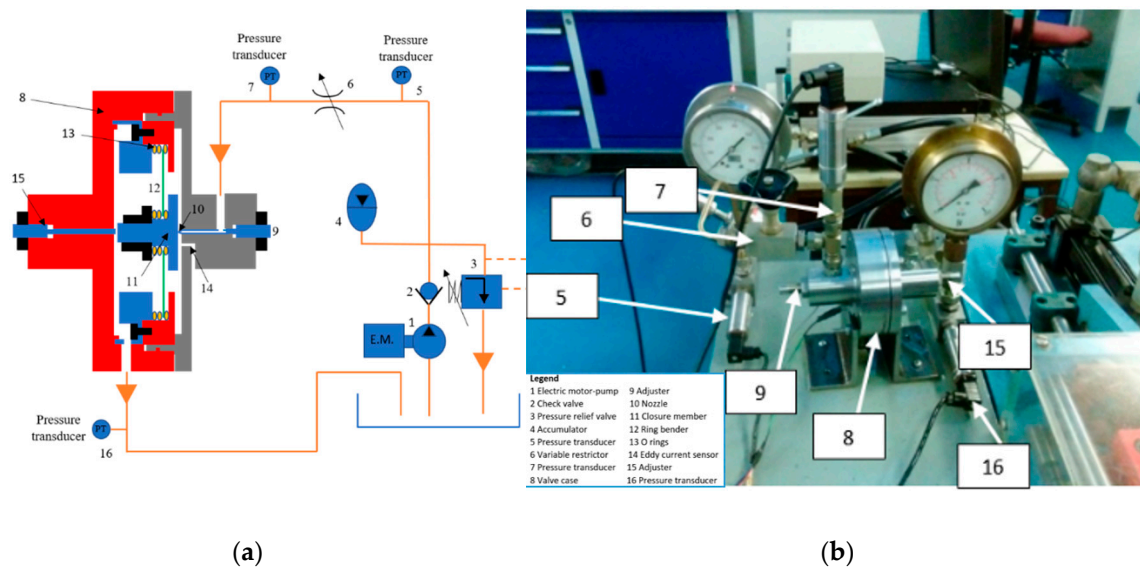 Pressure
transducer
PT
7
6
Pressure
transducer
PT
5
8
13
15
12
10
9
11
14
4
3
2
1
E.M.
Pressure
transducer
PT
16
7
6
5
9
8
15
16
Legend
1 Electric motor-pump 9 Adjuster
2 Check valve 10 Nozzle
3 Pressure relief valve 11 Closure member
4 Accumulator 12 Ring bender
5 Pressure transducer 13 O rings
6 Variable restrictor 14 Eddy current sensor
7 Pressure transducer 15 Adjuster
8 Valve case 16 Pressure transducer
(a)
(b)